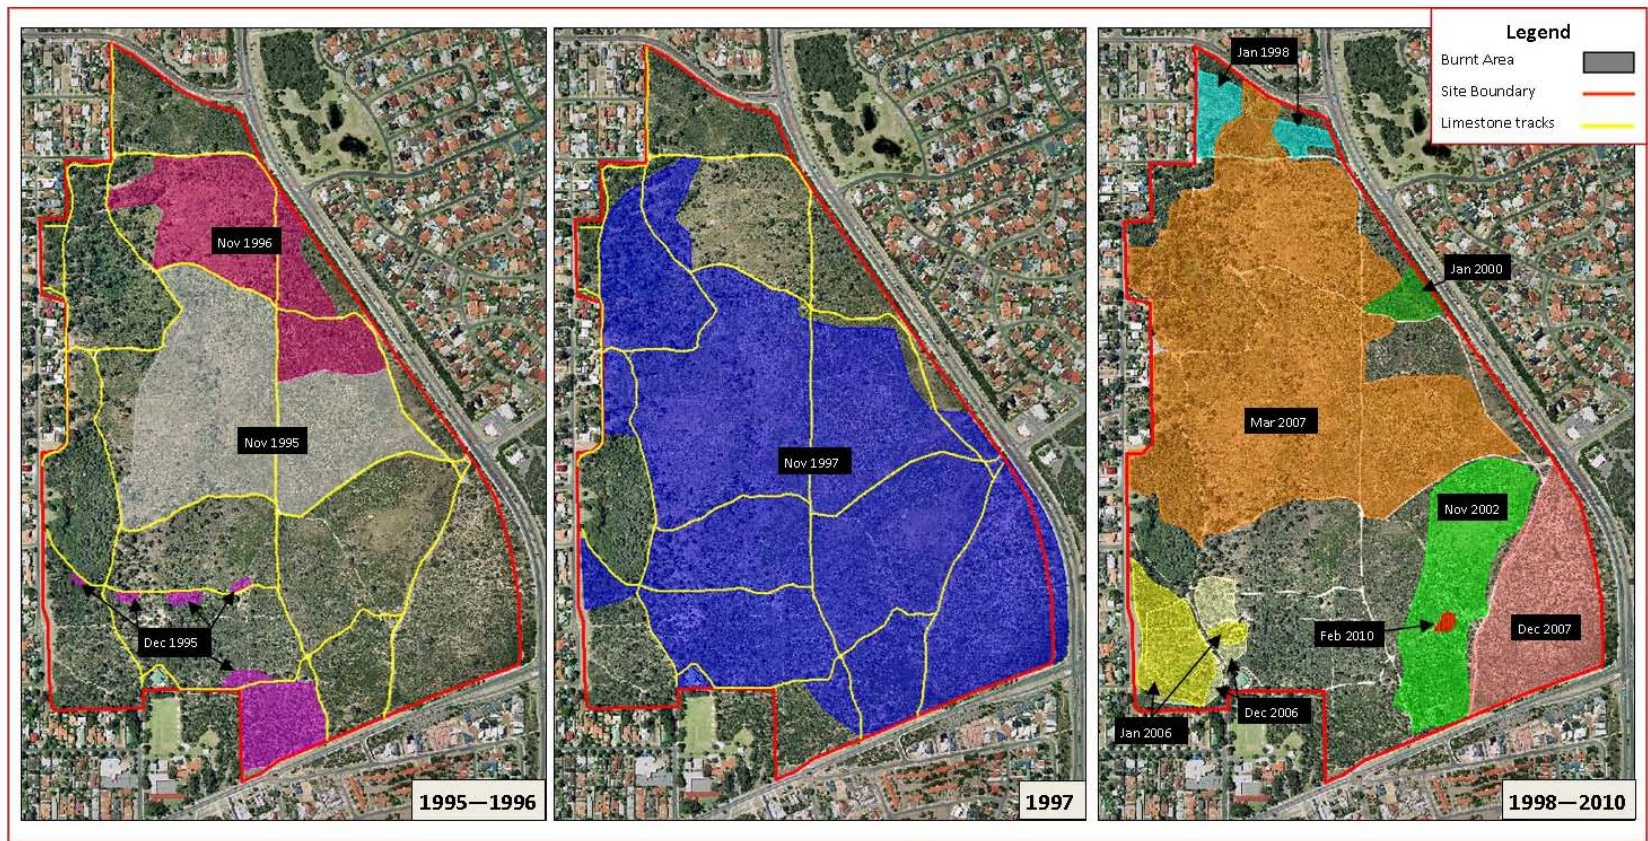 Legend
Burnt Area
Site Boundary
Limestone tracks
Nov 1996
Nov 1995
Dec 1995
1995—1996
Nov 1997
1997
Jan 1998
Jan 2000
Mar 2007
Nov 2002
Feb 2010
Dec 2007
Dec 2006
Jan 2006
1998—2010